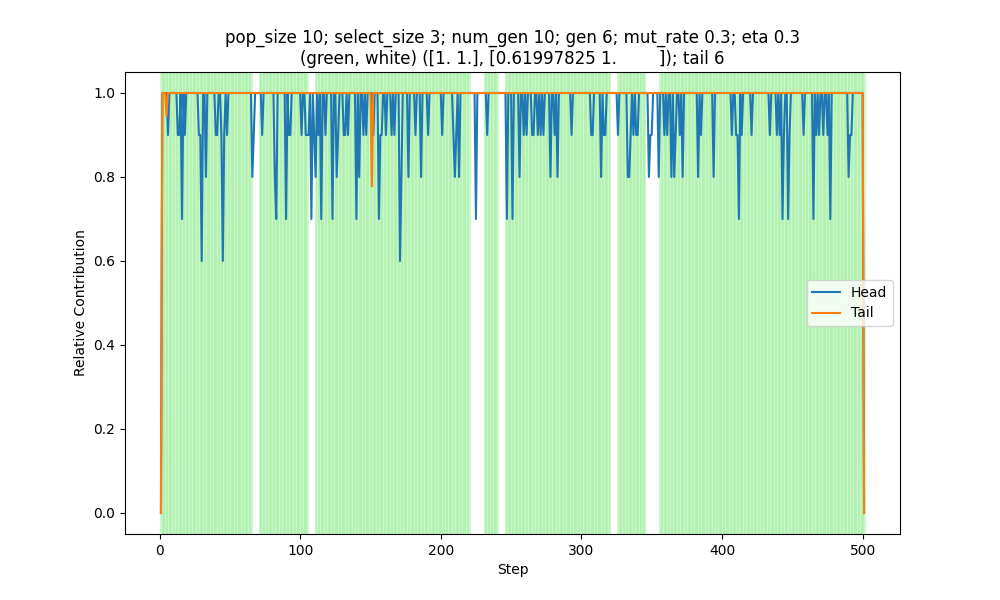 pop_size 10; select_size 3; num_gen 10; gen 6; mut_rate 0.3; eta 0.3
(green, white) ([1. 1.], [0.61997825 1.         ]); tail 6
1.0
0.8
0.6
0.4
0.2
0.0
Relative Contribution
Head
Tail
0 100 200 300 400 500
Step